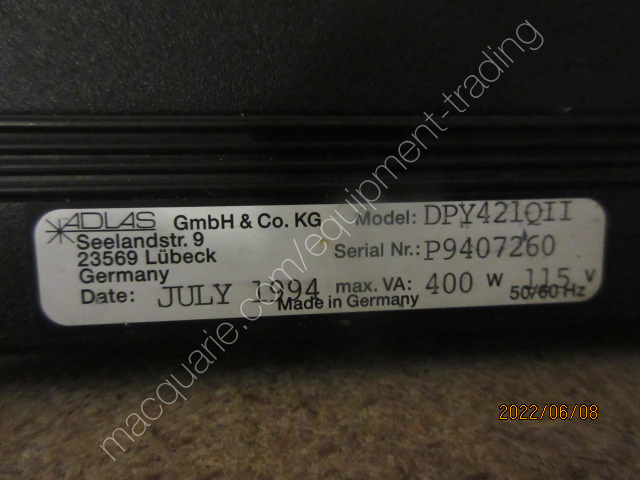 ADLAS GmbH & Co. KG Model: DPY421QII
Seelandstr. 9
23569 Lübeck Serial Nr.: P9407260
Germany
Date: JULY 1994 max. VA: 400 W 115 V
Made in Germany 50/60 Hz
2022/06/08
macquarie.com/equipment-trading